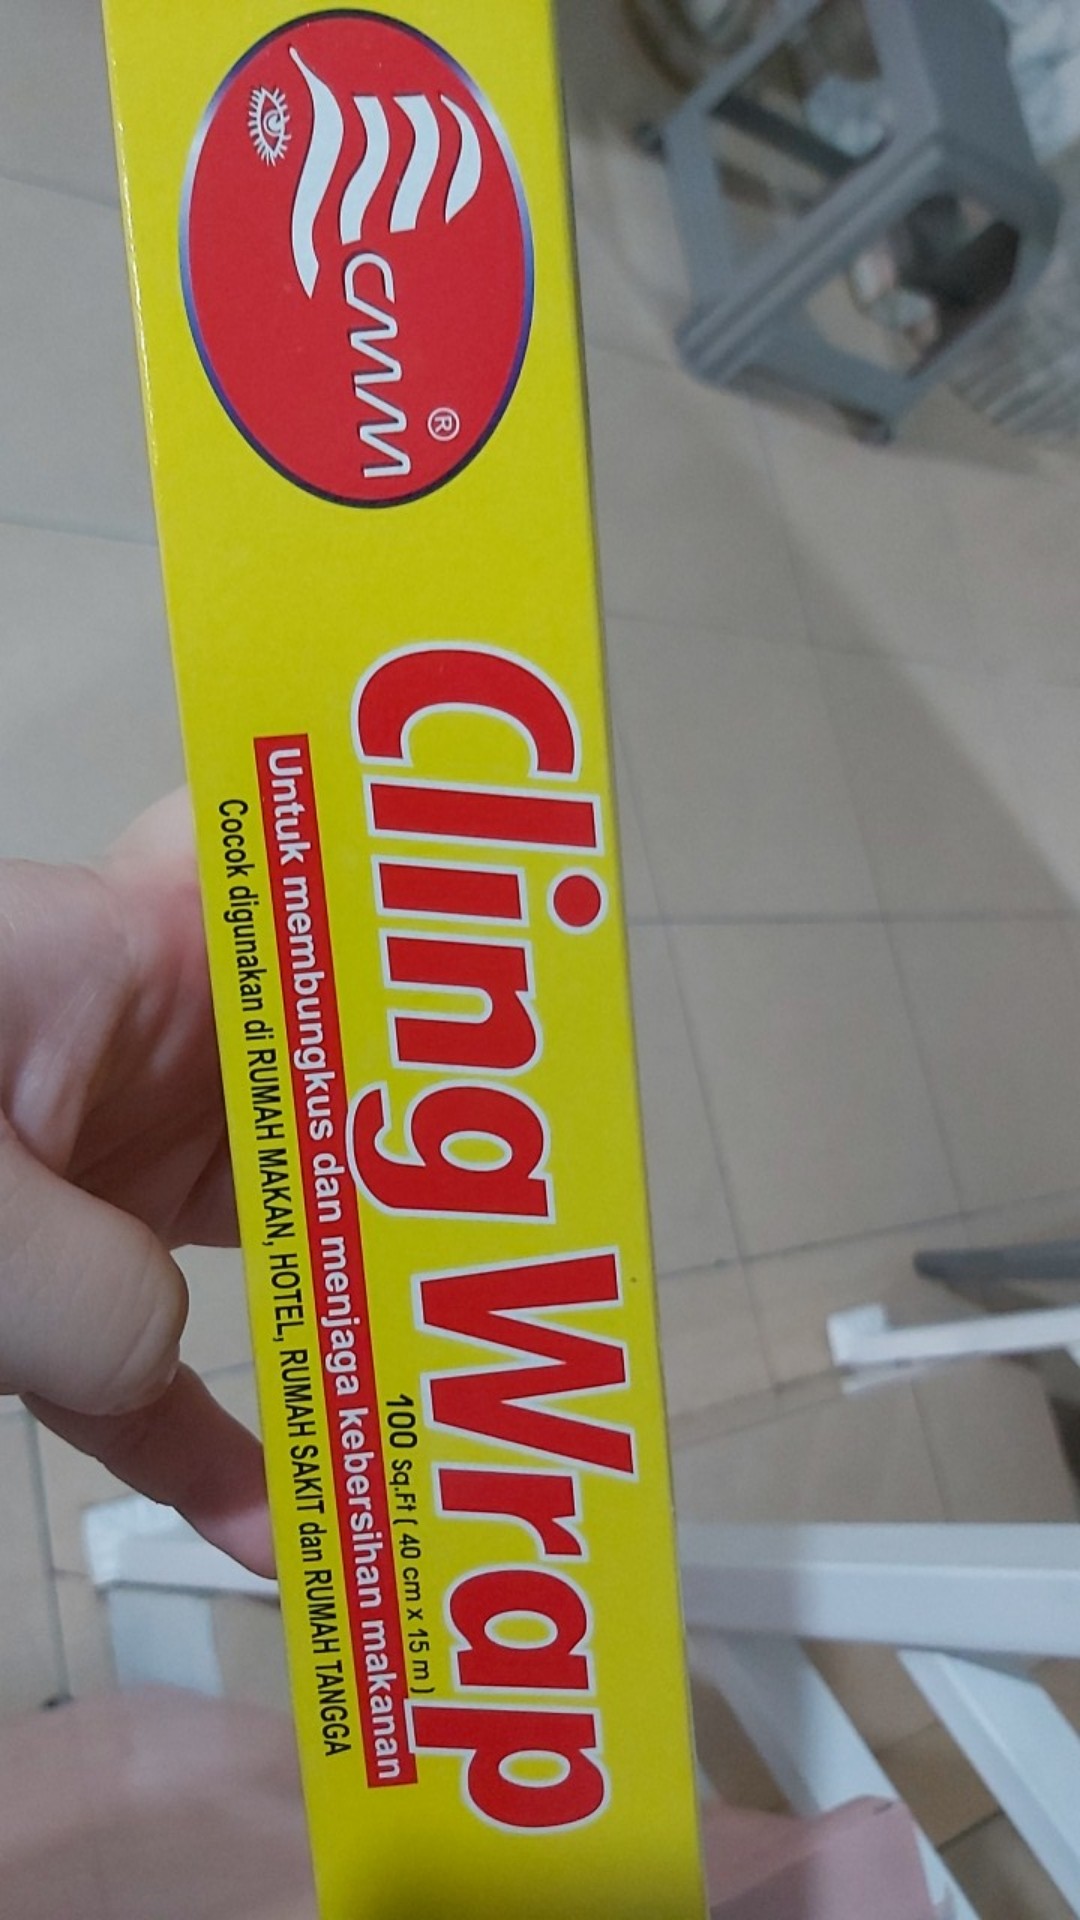 Cling Wrap
100 Sq.Ft ( 40 cm x 15 m )
Untuk membungkus dan menjaga kebersihan makanan
Cocok digunakan di RUMAH MAKAN, HOTEL, RUMAH SAKIT dan RUMAH TANGGA